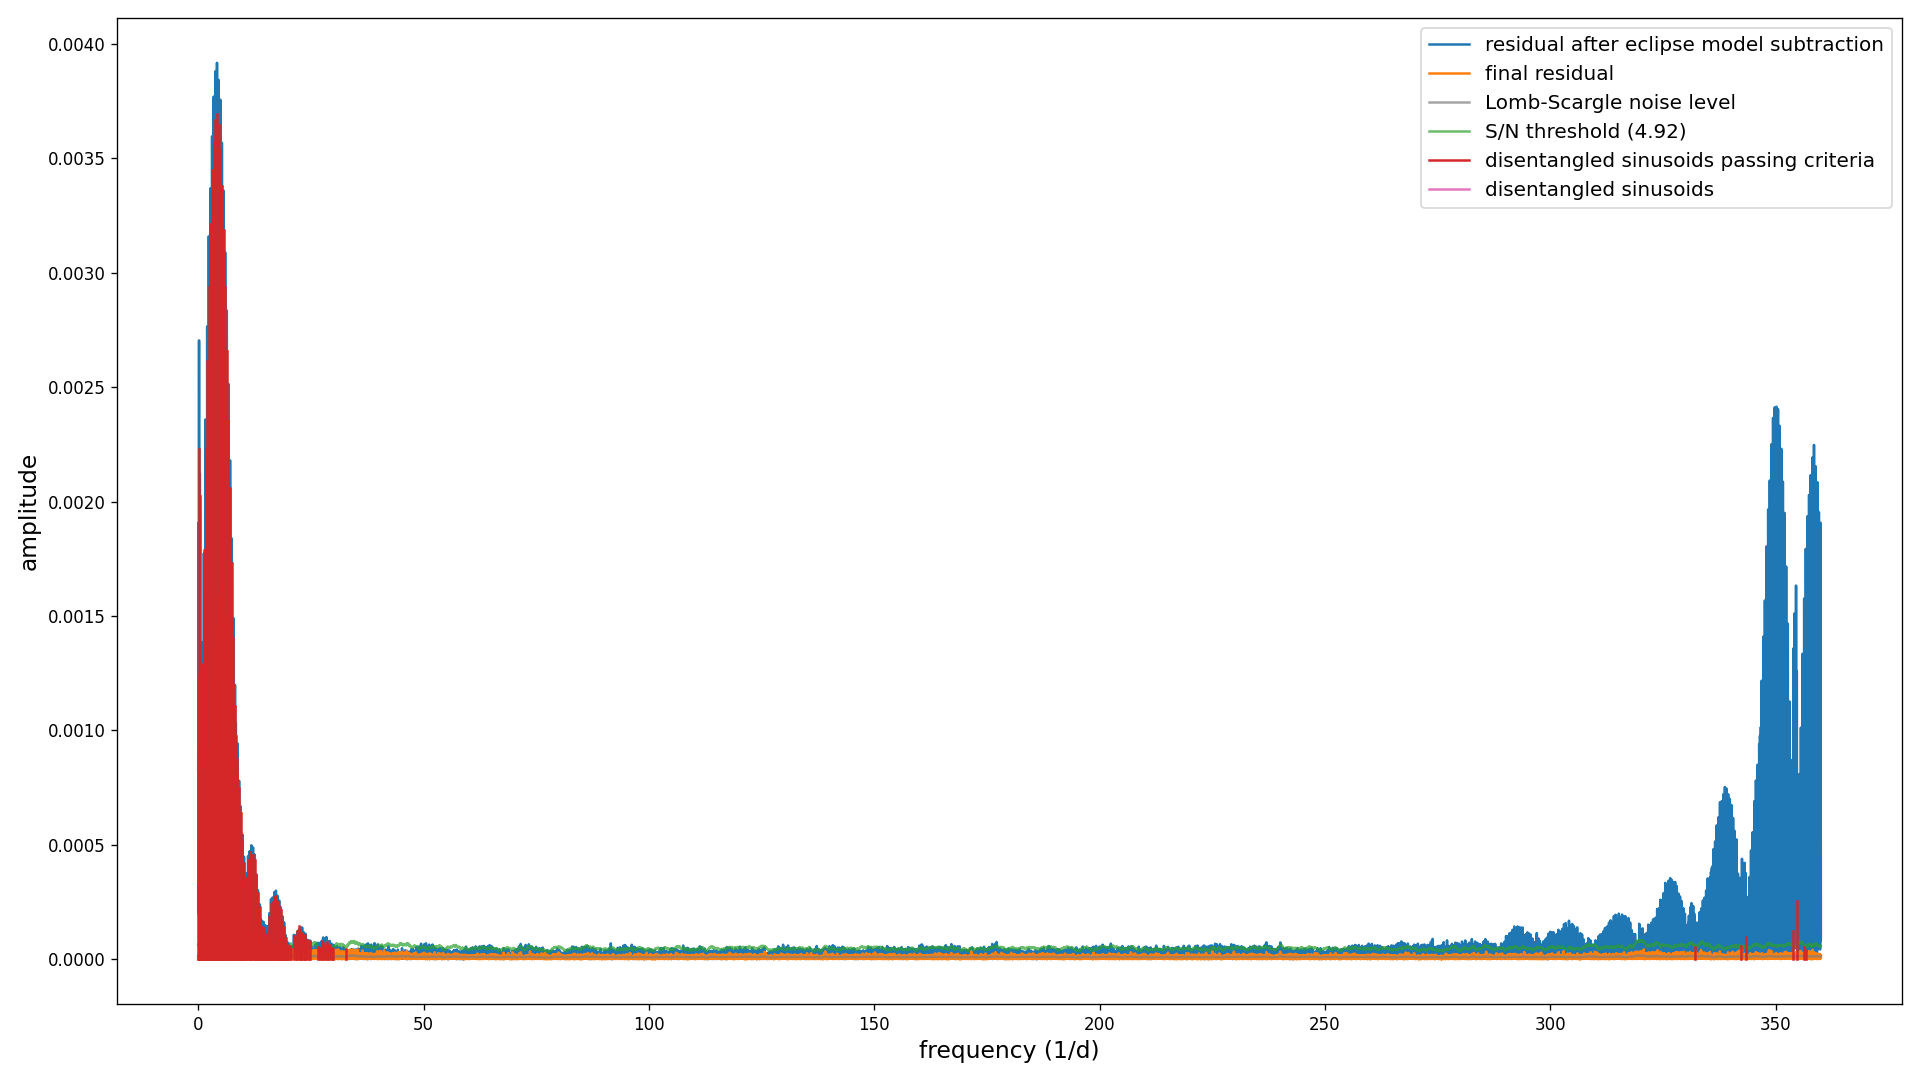 residual after eclipse model subtraction
final residual
Lomb-Scargle noise level
S/N threshold (4.92)
disentangled sinusoids passing criteria
disentangled sinusoids
0.0040
0.0035
0.0030
0.0025
0.0020
0.0015
0.0010
0.0005
0.0000
amplitude
0 50 100 150 200 250 300 350
frequency (1/d)